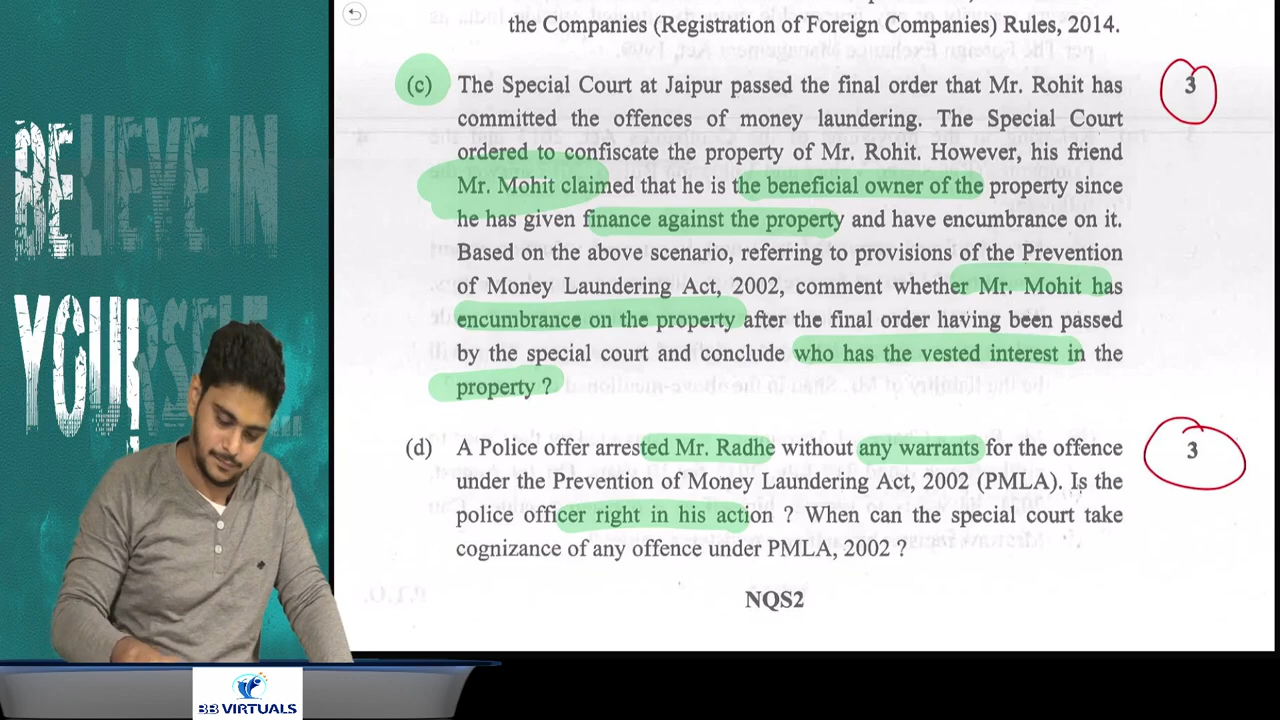 BELIEVE IN
YOURSELF...
the Companies (Registration of Foreign Companies) Rules, 2014.
(c) The Special Court at Jaipur passed the final order that Mr. Rohit has 3
committed the offences of money laundering. The Special Court
ordered to confiscate the property of Mr. Rohit. However, his friend
Mr. Mohit claimed that he is the beneficial owner of the property since
he has given finance against the property and have encumbrance on it.
Based on the above scenario, referring to provisions of the Prevention
of Money Laundering Act, 2002, comment whether Mr. Mohit has
encumbrance on the property after the final order having been passed
by the special court and conclude who has the vested interest in the
property ?
(d) A Police offer arrested Mr. Radhe without any warrants for the offence 3
under the Prevention of Money Laundering Act, 2002 (PMLA). Is the
police officer right in his action ? When can the special court take
cognizance of any offence under PMLA, 2002 ?
NQS2
P.T.O.
BB VIRTUALS